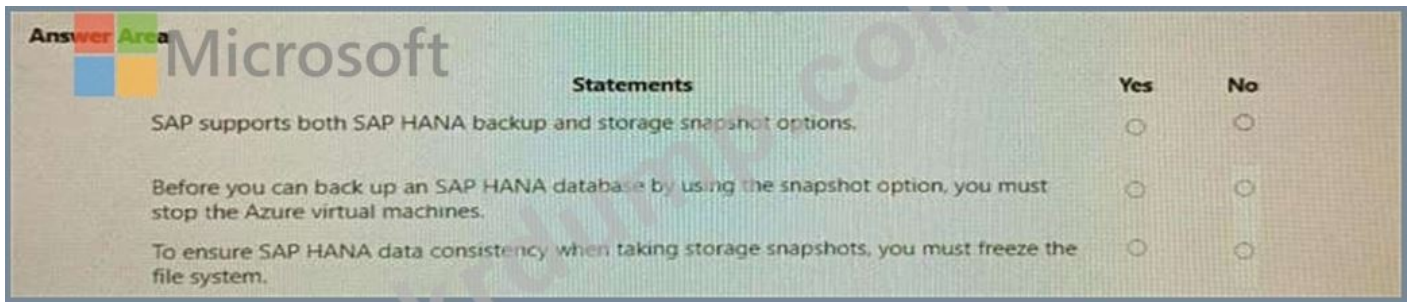 Answer Area
Microsoft
Statements Yes No
SAP supports both SAP HANA backup and storage snapshot options.
Before you can back up an SAP HANA database by using the snapshot option, you must
stop the Azure virtual machines.
To ensure SAP HANA data consistency when taking storage snapshots, you must freeze the
file system.